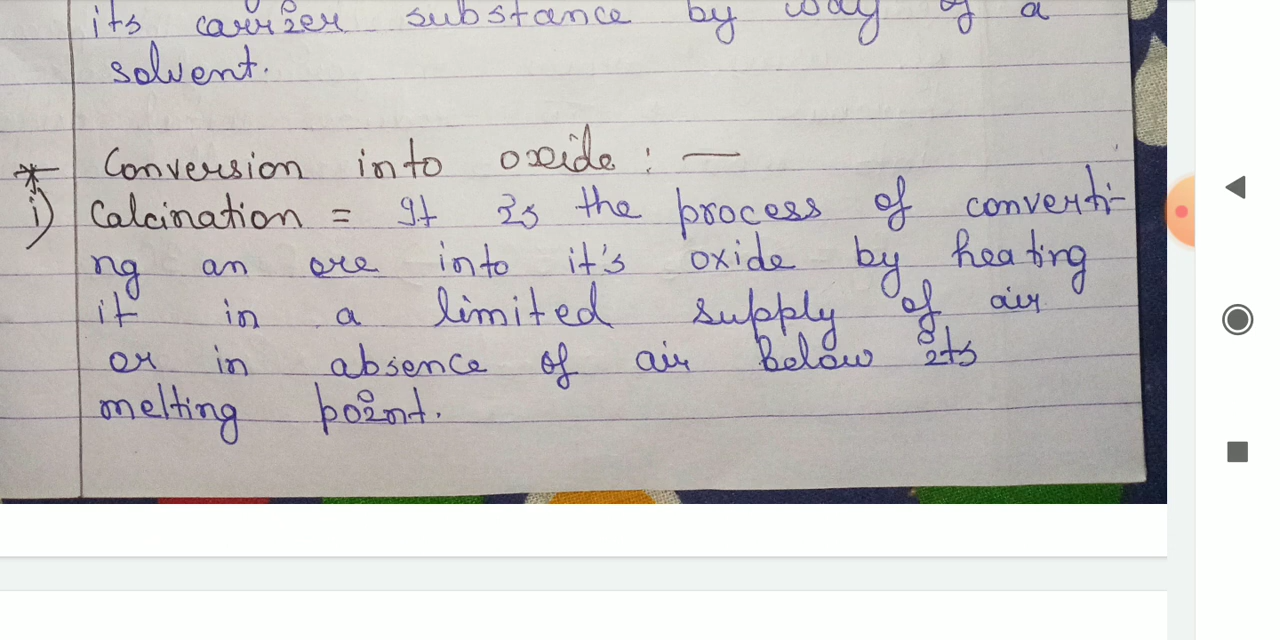 its carrier substance by way of a
solvent.
* Conversion into oxide : —
i) Calcination = It is the process of converti-
ng an ore into it's oxide by heating
it in a limited supply of air
or in absence of air below its
melting point.